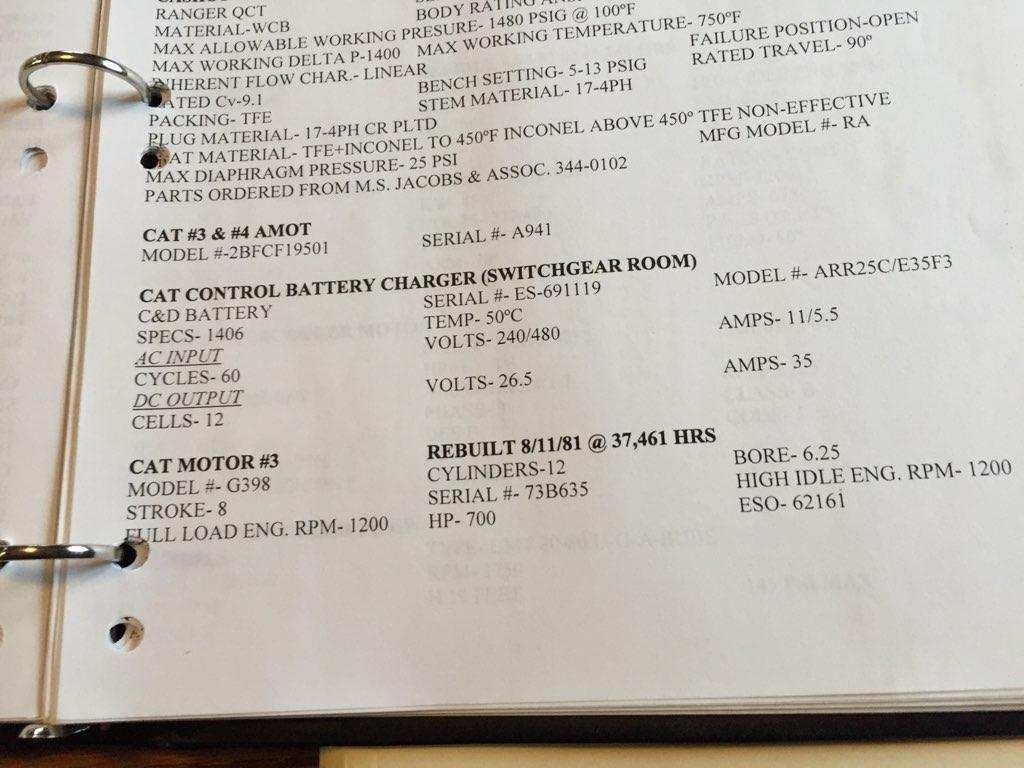 RANGER QCT BODY RATING
MATERIAL-WCB
MAX ALLOWABLE WORKING PRESURE- 1480 PSIG @ 100ºF
MAX WORKING DELTA P-1400 MAX WORKING TEMPERATURE- 750ºF FAILURE POSITION-OPEN
INHERENT FLOW CHAR.- LINEAR
RATED Cv-9.1 BENCH SETTING- 5-13 PSIG RATED TRAVEL- 90º
PACKING- TFE STEM MATERIAL- 17-4PH
PLUG MATERIAL- 17-4PH CR PLTD
SEAT MATERIAL- TFE+INCONEL TO 450ºF INCONEL ABOVE 450º TFE NON-EFFECTIVE
MAX DIAPHRAGM PRESSURE- 25 PSI MFG MODEL #- RA
PARTS ORDERED FROM M.S. JACOBS & ASSOC. 344-0102
CAT #3 & #4 AMOT
MODEL #-2BFCF19501 SERIAL #- A941
CAT CONTROL BATTERY CHARGER (SWITCHGEAR ROOM)
C&D BATTERY SERIAL #- ES-691119 MODEL #- ARR25C/E35F3
SPECS- 1406 TEMP- 50ºC
AC INPUT VOLTS- 240/480 AMPS- 11/5.5
CYCLES- 60
DC OUTPUT VOLTS- 26.5 AMPS- 35
CELLS- 12
CAT MOTOR #3 REBUILT 8/11/81 @ 37,461 HRS
MODEL #- G398 CYLINDERS-12 BORE- 6.25
STROKE- 8 SERIAL #- 73B635 HIGH IDLE ENG. RPM- 1200
FULL LOAD ENG. RPM- 1200 HP- 700 ESO- 62161